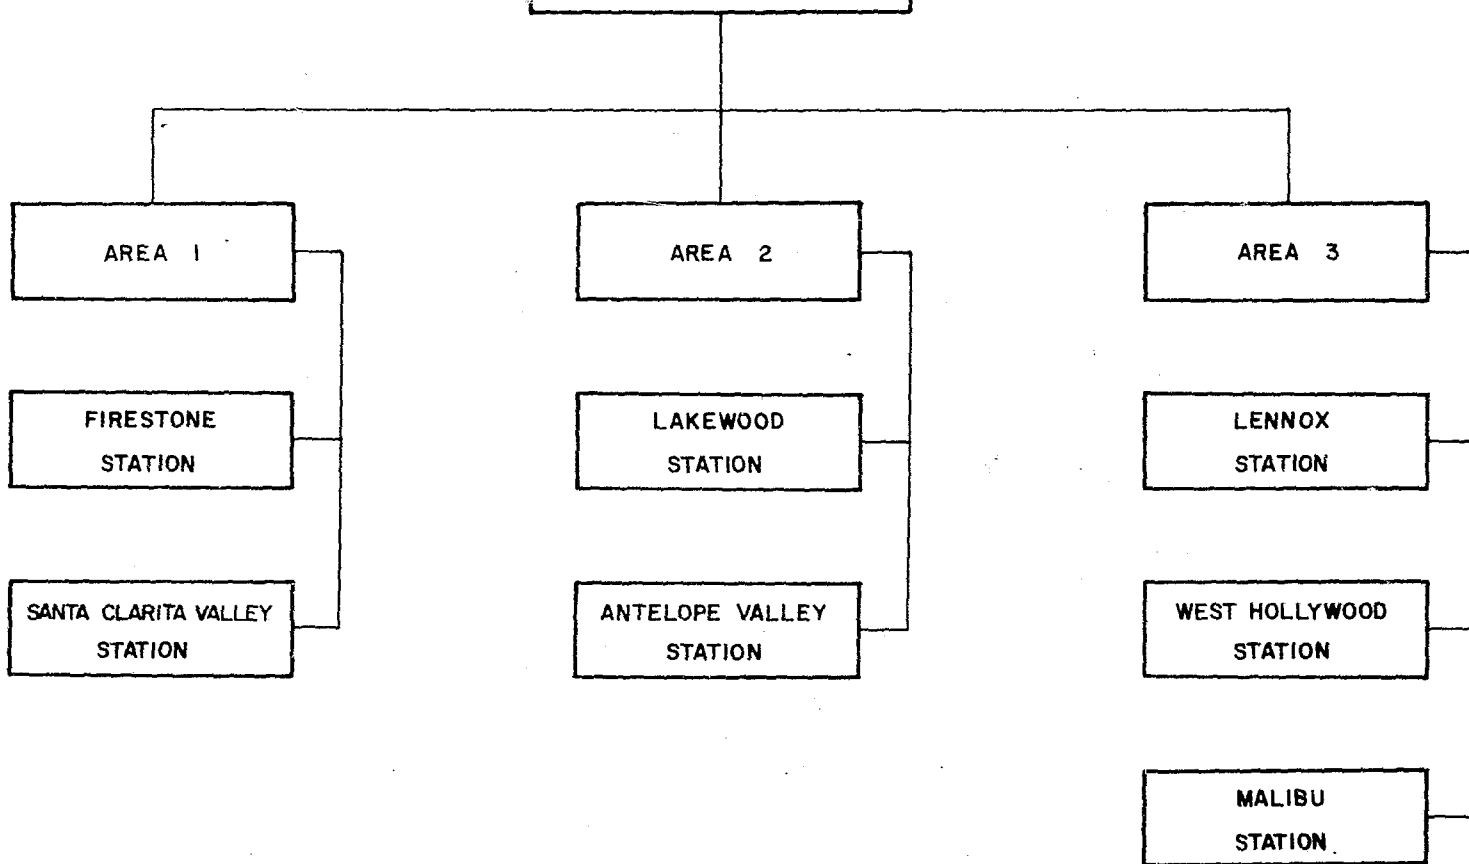 AREA 1
FIRESTONE
STATION
SANTA CLARITA VALLEY
STATION
AREA 2
LAKEWOOD
STATION
ANTELOPE VALLEY
STATION
AREA 3
LENNOX
STATION
WEST HOLLYWOOD
STATION
MALIBU
STATION